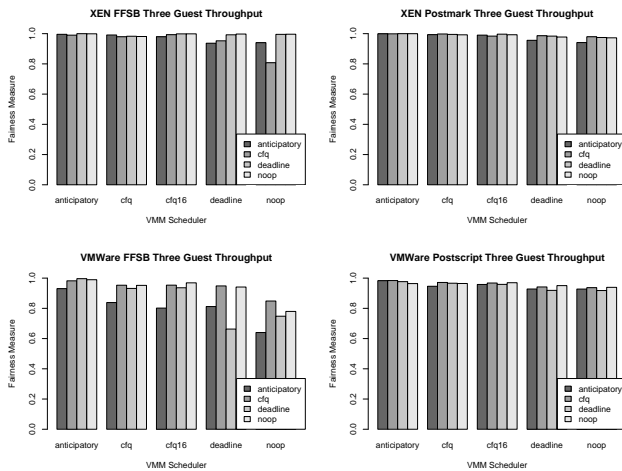 XEN FFSB Three Guest Throughput
Fairness Measure
0.0 0.2 0.4 0.6 0.8 1.0
anticipatory
cfq
deadline
noop
anticipatory cfq cfq16 deadline noop
VMM Scheduler
XEN Postmark Three Guest Throughput
Fairness Measure
0.0 0.2 0.4 0.6 0.8 1.0
anticipatory
cfq
deadline
noop
anticipatory cfq cfq16 deadline noop
VMM Scheduler
VMWare FFSB Three Guest Throughput
Fairness Measure
0.0 0.2 0.4 0.6 0.8 1.0
anticipatory
cfq
deadline
noop
anticipatory cfq cfq16 deadline noop
VMM Scheduler
VMWare Postscript Three Guest Throughput
Fairness Measure
0.0 0.2 0.4 0.6 0.8 1.0
anticipatory
cfq
deadline
noop
anticipatory cfq cfq16 deadline noop
VMM Scheduler